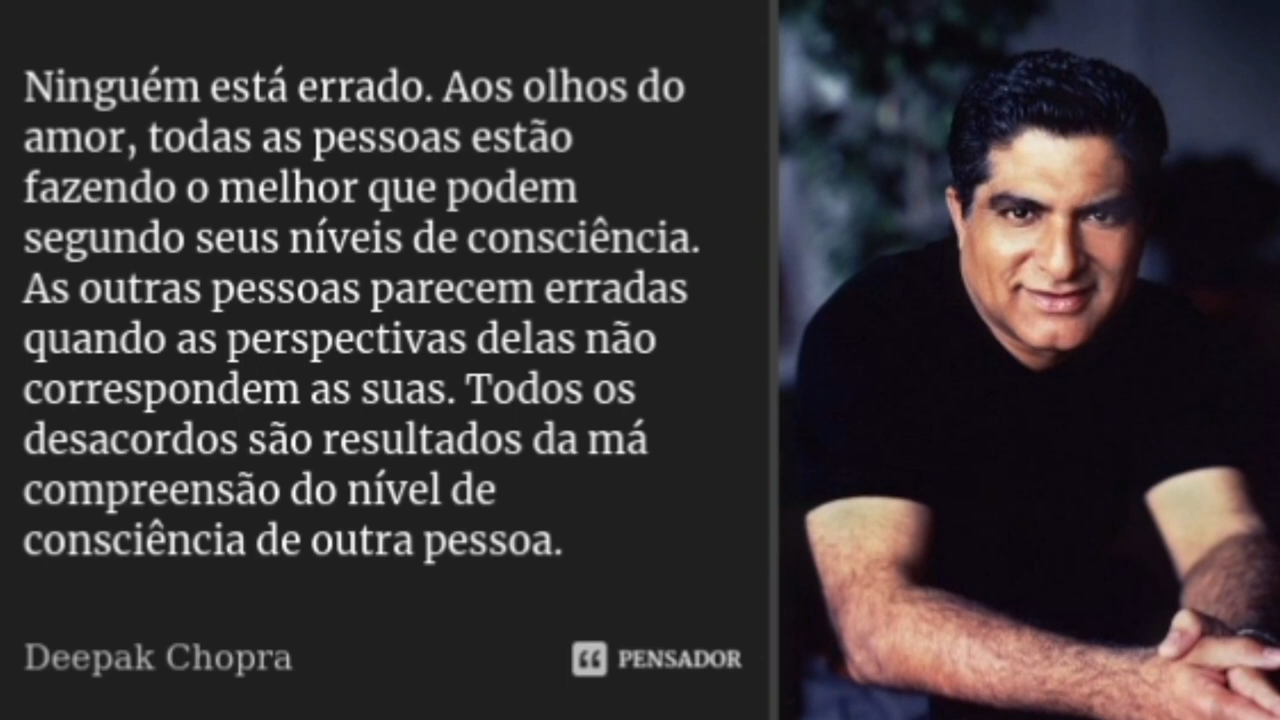 Ninguém está errado. Aos olhos do
amor, todas as pessoas estão
fazendo o melhor que podem
segundo seus níveis de consciência.
As outras pessoas parecem erradas
quando as perspectivas delas não
correspondem as suas. Todos os
desacordos são resultados da má
compreensão do nível de
consciência de outra pessoa.
Deepak Chopra
PENSADOR